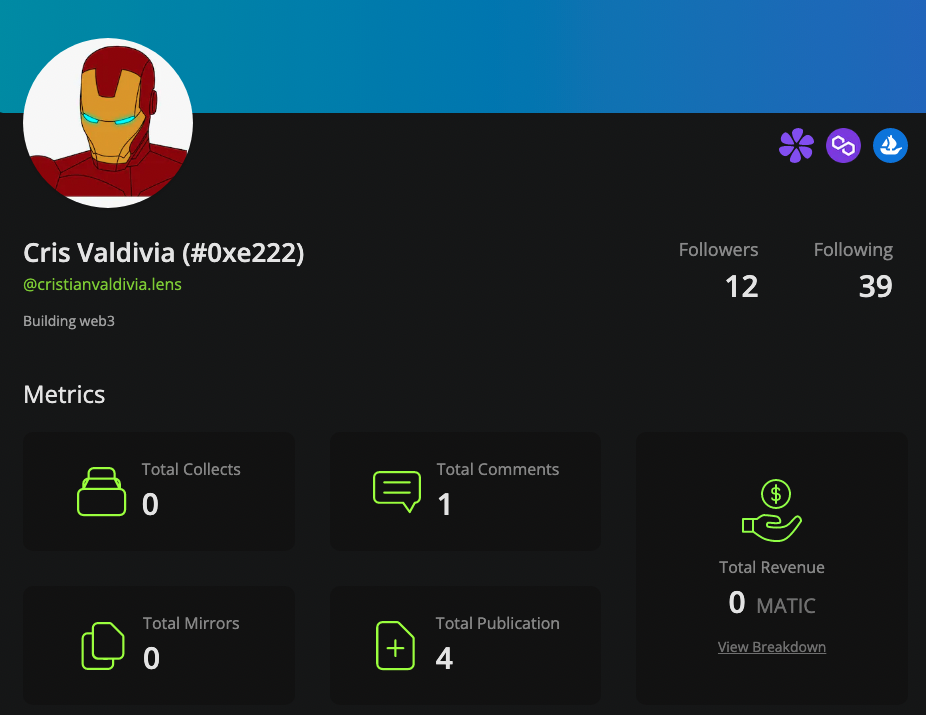 Cris Valdivia (#0xe222)
@cristianvaldivia.lens
Building web3
Followers
12
Following
39
Metrics
Total Collects
0
Total Comments
1
Total Mirrors
0
Total Publication
4
$
Total Revenue
0 MATIC
View Breakdown